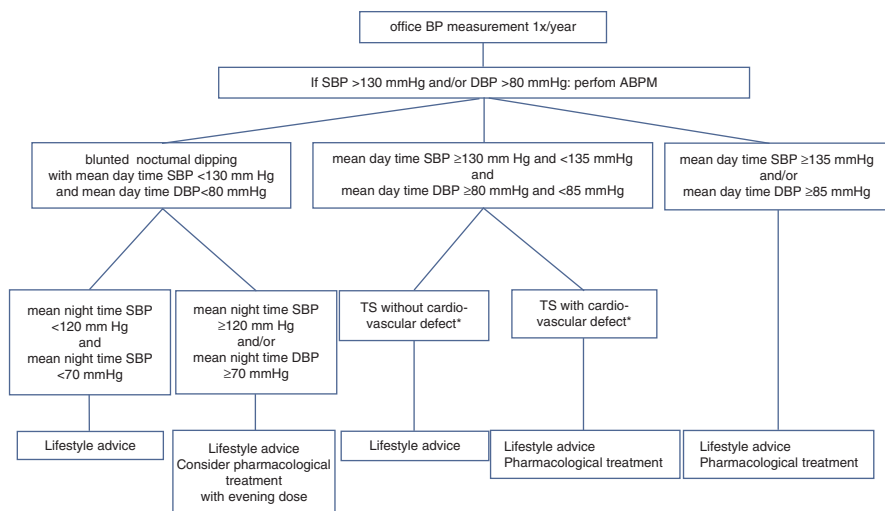 office BP measurement 1x/year
If SBP >130 mmHg and/or DBP >80 mmHg: perfom ABPM
blunted noctumal dipping
with mean day time SBP <130 mm Hg
and mean day time DBP<80 mmHg)
mean day time SBP ≥130 mm Hg and <135 mmHg
and
mean day time DBP ≥80 mmHg and <85 mmHg)
mean day time SBP ≥135 mmHg
and/or
mean day time DBP ≥85 mmHg)
mean night time SBP
<120 mm Hg
and
mean night time SBP
<70 mmHg)
mean night time SBP
≥120 mm Hg
and/or
mean night time DBP
≥70 mmHg)
TS without cardio-
vascular defect*
TS with cardio-
vascular defect*
Lifestyle advice
Lifestyle advice
Consider pharmacological
treatment
with evening dose
Lifestyle advice
Lifestyle advice
Pharmacological treatment
Lifestyle advice
Pharmacological treatment